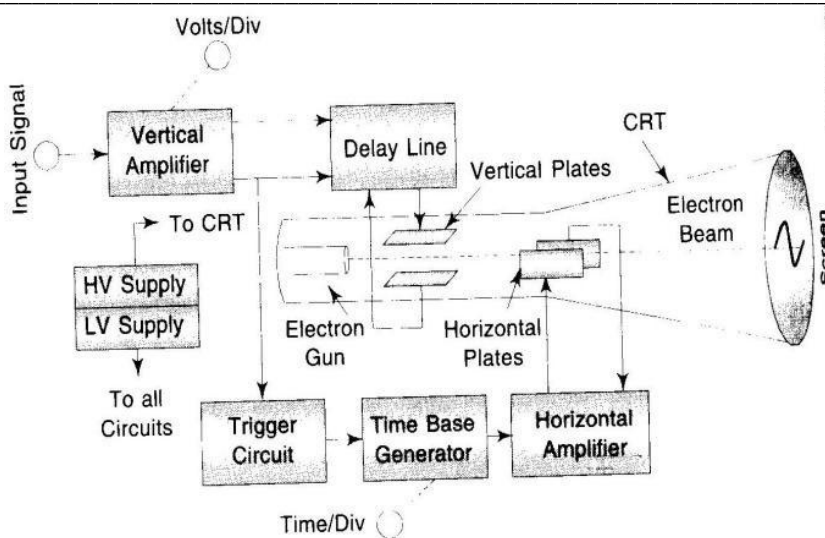 Volts/Div
Input Signal
Vertical
Amplifier
Delay Line
CRT
Vertical Plates
Electron
Beam
Screen
To CRT
HV Supply
LV Supply
Electron
Gun
Horizontal
Plates
To all
Circuits
Trigger
Circuit
Time Base
Generator
Horizontal
Amplifier
Time/Div